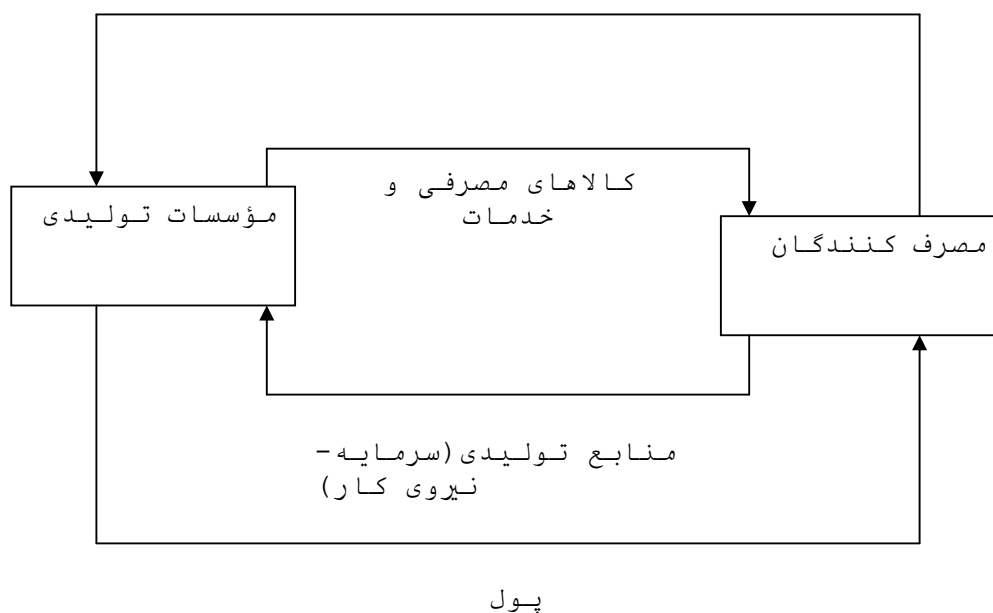 کالاهای مصرفی و
خدمات
مؤسسات تولیدی
مصرف کنندگان
منابع تولیدی(سرمایه-
نیروی کار)
پول